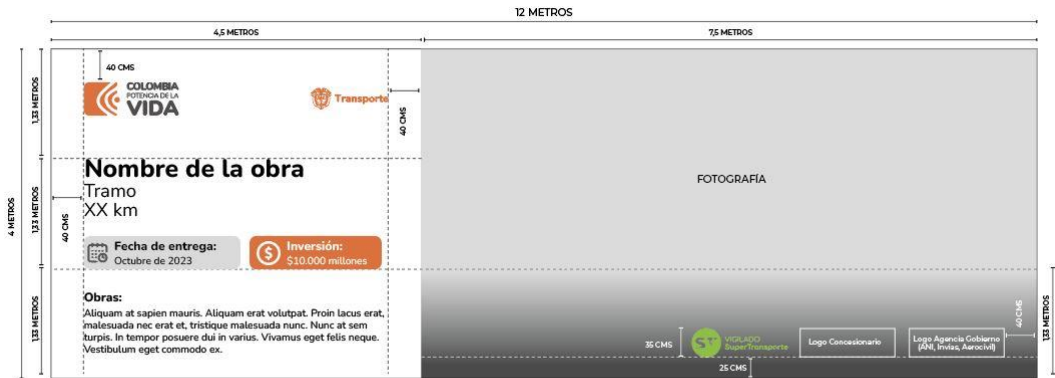 12 METROS
4,5 METROS
7,5 METROS
4 METROS
1,33 METROS
1,33 METROS
1,33 METROS
40 CMS
COLOMBIA
POTENCIA DE LA
VIDA
Transporte
40 CMS
Nombre de la obra
Tramo
XX km
40 CMS
Fecha de entrega:
Octubre de 2023
Inversión:
$10.000 millones
Obras:
Aliquam at sapien mauris. Aliquam erat volutpat. Proin lacus erat,
malesuada nec erat et, tristique malesuada nunc. Nunc at sem
turpis. In tempor posuere dui in varius. Vivamus eget felis neque.
Vestibulum eget commodo ex.
FOTOGRAFÍA
35 CMS
ST
VIGILADO
SuperTransporte
Logo Concesionario
Logo Agencia Gobierno
(ANI, Invias, Aerocivil)
40 CMS
1,33 METROS
25 CMS